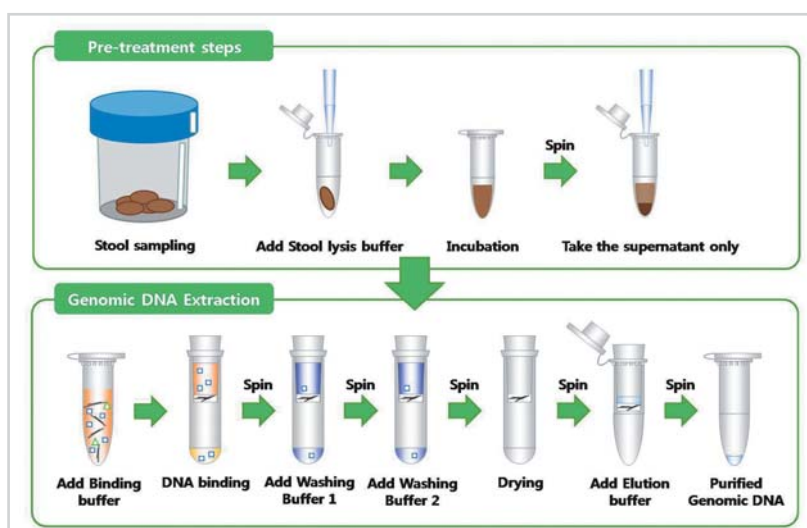 Pre-treatment steps
Spin
Stool sampling
Add Stool lysis buffer
Incubation
Take the supernatant only
Genomic DNA Extraction
Spin
Spin
Spin
Spin
Spin
Add Binding
buffer
DNA binding
Add Washing
Buffer 1
Add Washing
Buffer 2
Drying
Add Elution
buffer
Purified
Genomic DNA